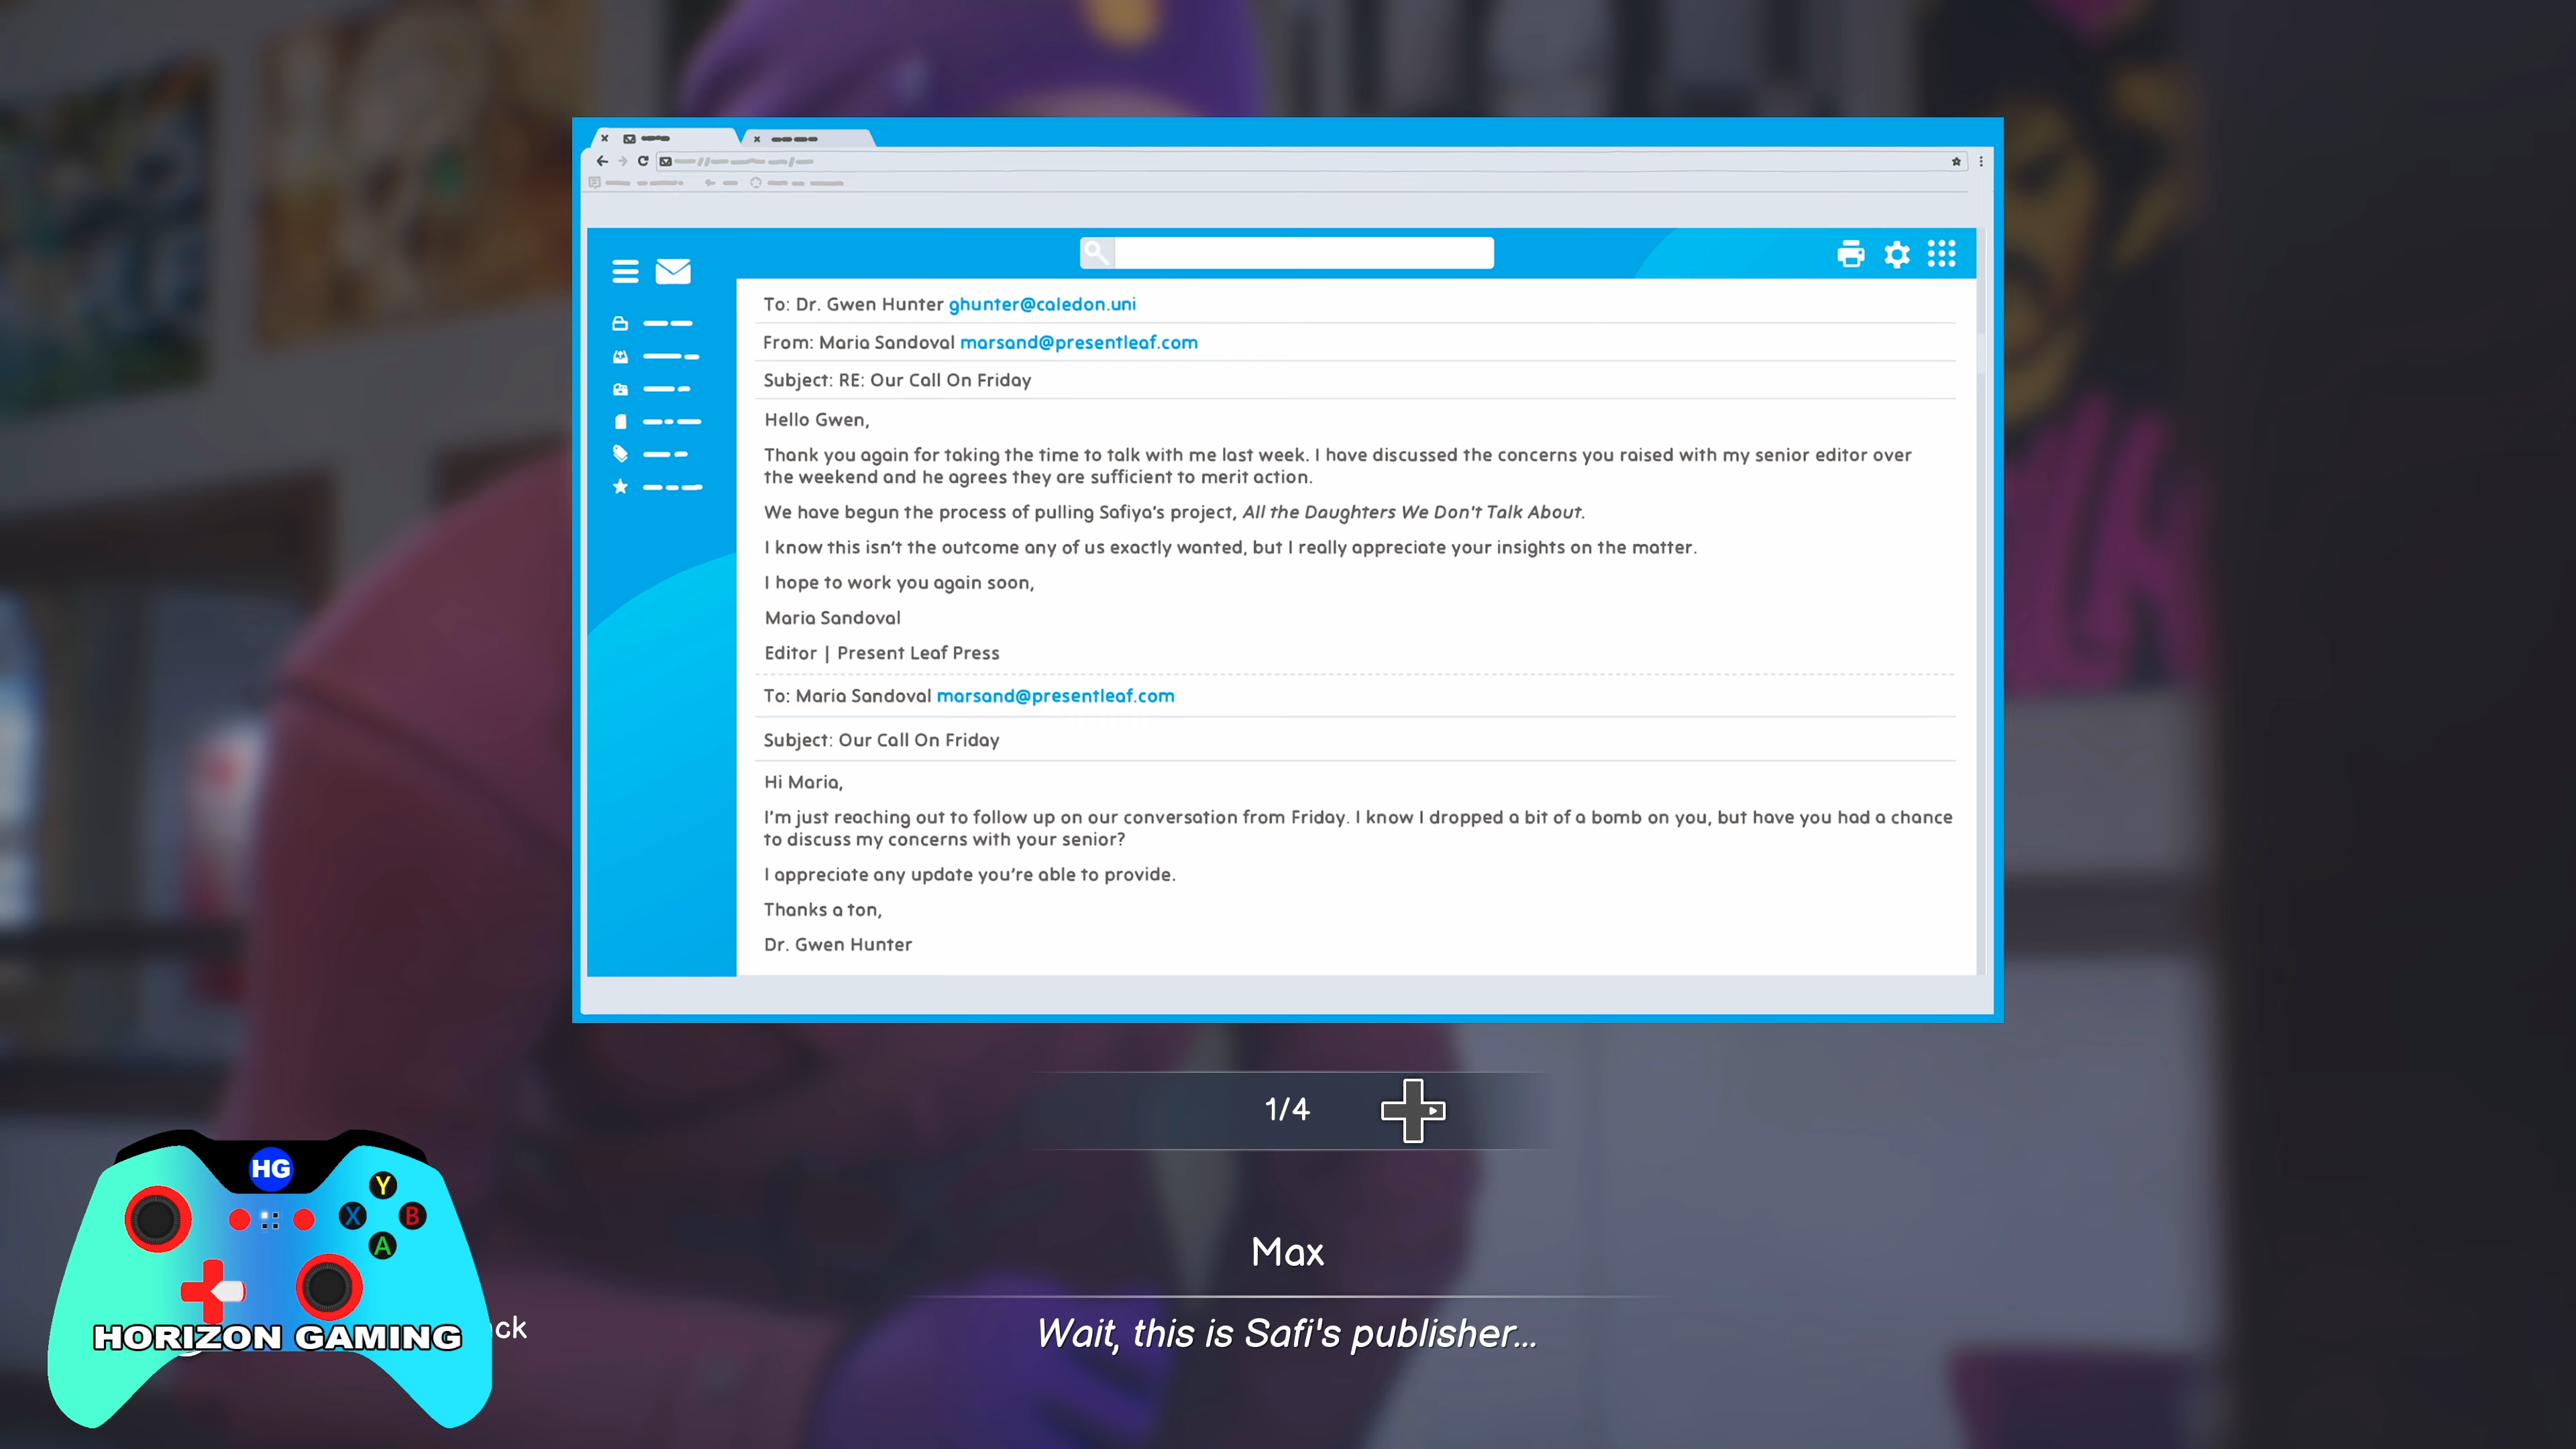 To: Dr. Gwen Hunter ghunter@caledon.uni
From: Maria Sandoval marsand@presentleaf.com
Subject: RE: Our Call On Friday
Hello Gwen,
Thank you again for taking the time to talk with me last week. I have discussed the concerns you raised with my senior editor over
the weekend and he agrees they are sufficient to merit action.
We have begun the process of pulling Safiya's project, All the Daughters We Don't Talk About.
I know this isn't the outcome any of us exactly wanted, but I really appreciate your insights on the matter.
I hope to work you again soon,
Maria Sandoval
Editor | Present Leaf Press
To: Maria Sandoval marsand@presentleaf.com
Subject: Our Call On Friday
Hi Maria,
I'm just reaching out to follow up on our conversation from Friday. I know I dropped a bit of a bomb on you, but have you had a chance
to discuss my concerns with your senior?
I appreciate any update you're able to provide.
Thanks a ton,
Dr. Gwen Hunter
1/4
Max
Wait, this is Safi's publisher...
HG
Y
X
B
A
HORIZON GAMING
ck